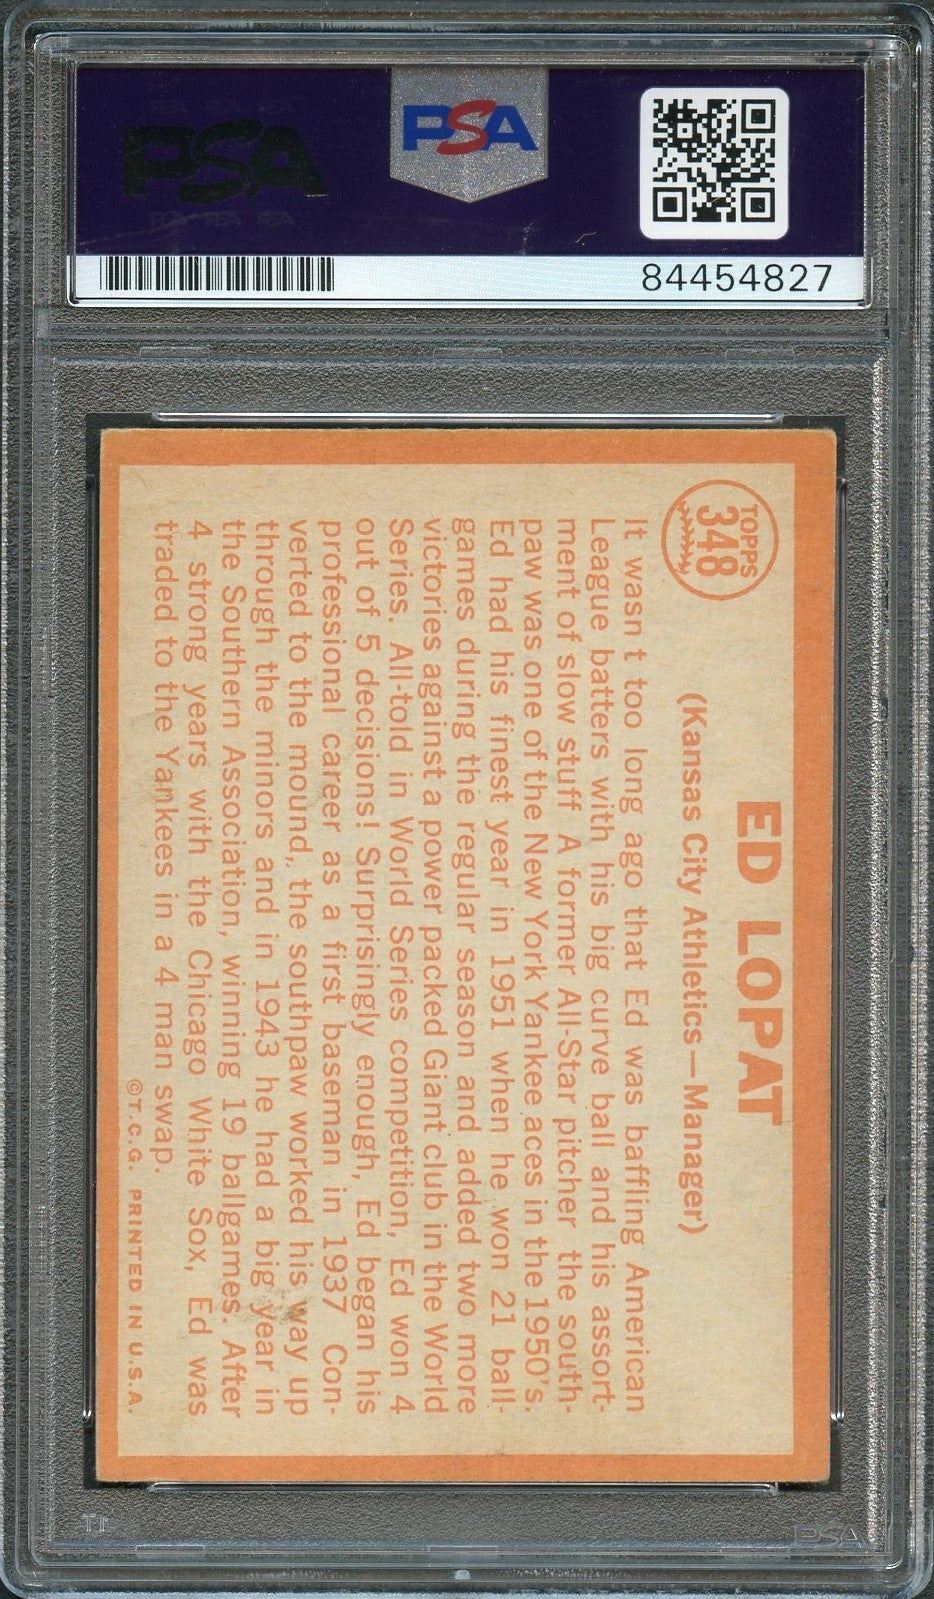 PSA
PSA
84454827
TOPPS
348
ED LOPAT
(Kansas City Athletics—Manager)
It wasn t too long ago that Ed was baffling American
League batters with his big curve ball and his assort-
ment of slow stuff A former All-Star pitcher the south-
paw was one of the New York Yankee aces in the 1950's.
Ed had his finest year in 1951 when he won 21 ball-
games during the regular season and added two more
victories against a power packed Giant club in the World
Series. All-told in World Series competition, Ed won 4
out of 5 decisions! Surprisingly enough, Ed began his
professional career as a first baseman in 1937 Con-
verted to the mound, the southpaw worked his way up
through the minors and in 1943 he had a big year in
the Southern Association, winning 19 ballgames. After
4 strong years with the Chicago White Sox, Ed was
traded to the Yankees in a 4 man swap.
©T.C.G. PRINTED IN U.S.A.
PSA